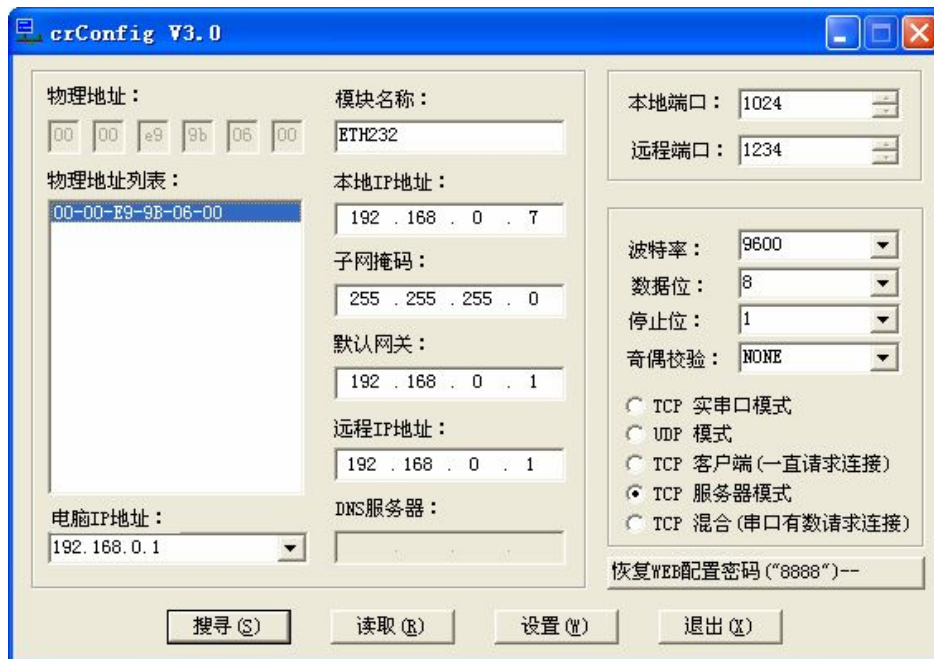 crConfig V3.0
物理地址：
00 00 e9 9b 06 00
物理地址列表：
00-00-E9-9B-06-00
电脑IP地址：
192.168.0.1
模块名称：
ETH232
本地IP地址：
192 . 168 . 0 . 7
子网掩码：
255 . 255 . 255 . 0
默认网关：
192 . 168 . 0 . 1
远程IP地址：
192 . 168 . 0 . 1
DNS服务器：
. . .
本地端口： 1024
远程端口： 1234
波特率： 9600
数据位： 8
停止位： 1
奇偶校验： NONE
TCP 实串口模式
UDP 模式
TCP 客户端(一直请求连接)
TCP 服务器模式
TCP 混合(串口有数请求连接)
恢复WEB配置密码("8888")--
搜寻(S) 读取(R) 设置(W) 退出(X)